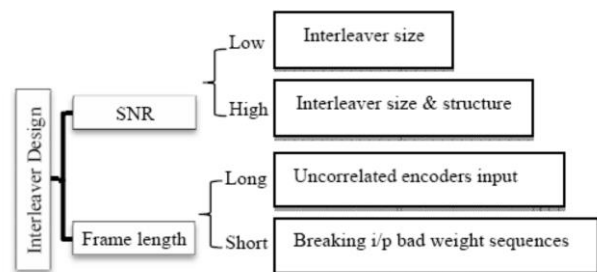 Interleaver Design
SNR
Low
Interleaver size
High
Interleaver size & structure
Frame length
Long
Uncorrelated encoders input
Short
Breaking i/p bad weight sequences